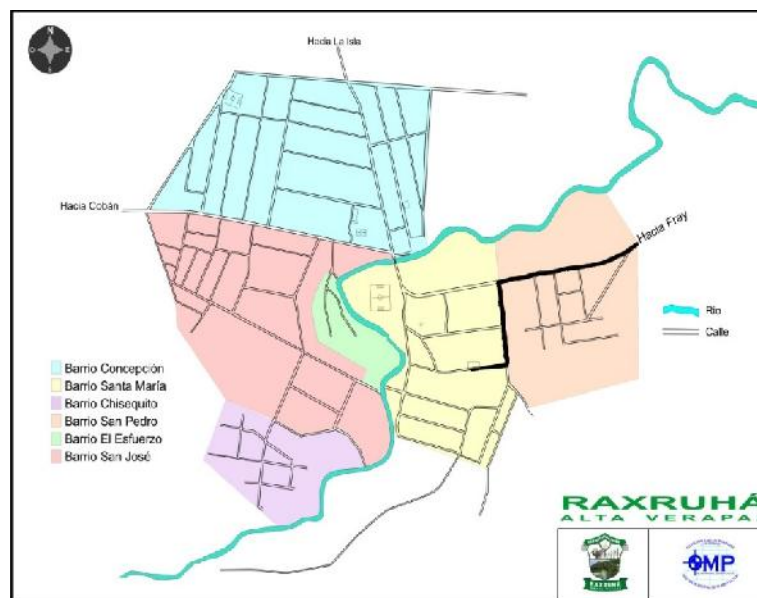 N
O
E
Hacia La Isla
Hacia Cobán
Hacia Fray
Río
Calle
Barrio Concepción
Barrio Santa María
Barrio Chisequito
Barrio San Pedro
Barrio El Esfuerzo
Barrio San José
RAXRUHÁ
ALTA VERAPA
OMP